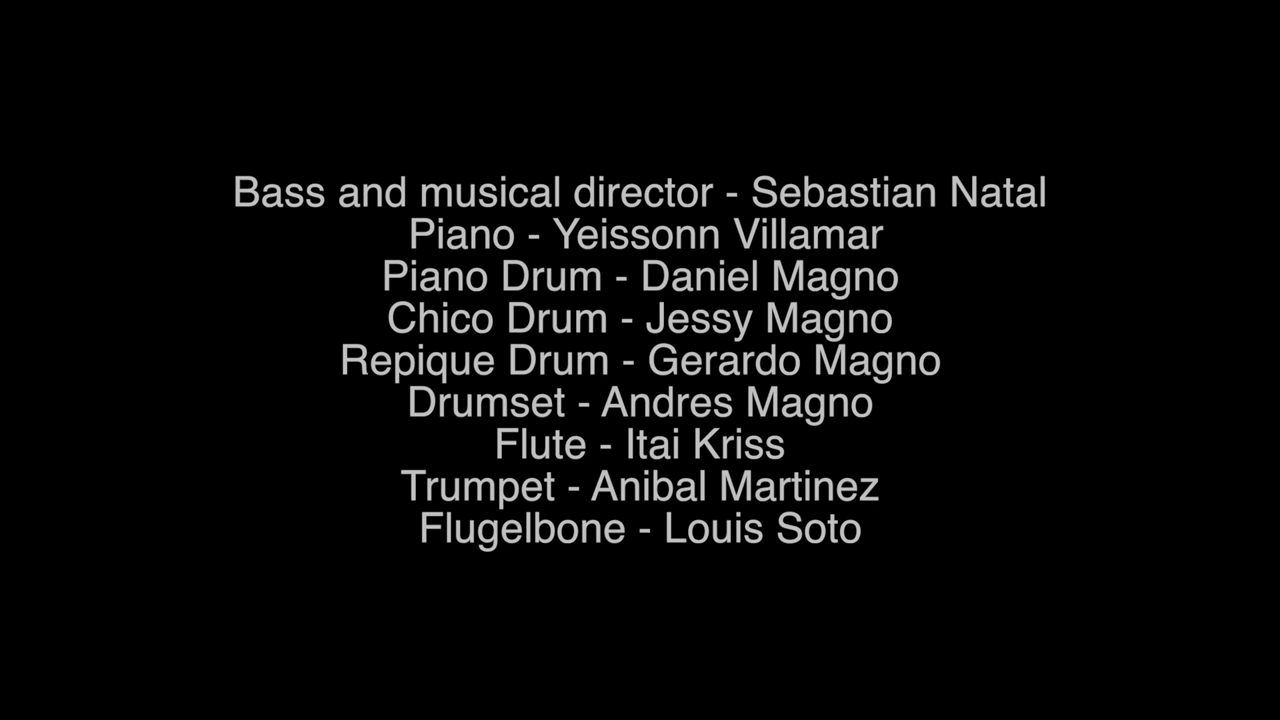 Bass and musical director - Sebastian Natal
Piano - Yeissonn Villamar
Piano Drum - Daniel Magno
Chico Drum - Jessy Magno
Repique Drum - Gerardo Magno
Drumset - Andres Magno
Flute - Itai Kriss
Trumpet - Anibal Martinez
Flugelbone - Louis Soto